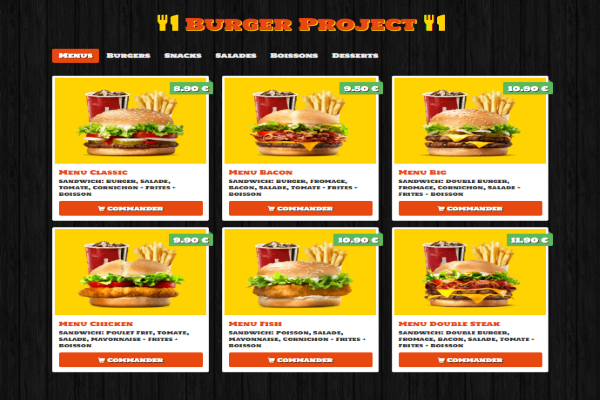 Burger Project
Menus Burgers Snacks Salades Boissons Desserts
8.90 €
Menu Classic
Sandwich: Burger, Salade,
Tomate, Cornichon + Frites +
Boisson
Commander
9.50 €
Menu Bacon
Sandwich: Burger, Fromage,
Bacon, Salade, Tomate + Frites +
Boisson
Commander
10.90 €
Menu Big
Sandwich: Double Burger,
Fromage, Cornichon, Salade +
Frites + Boisson
Commander
9.90 €
Menu Chicken
Sandwich: Poulet Frit, Tomate,
Salade, Mayonnaise + Frites +
Boisson
Commander
10.90 €
Menu Fish
Sandwich: Poisson, Salade,
Mayonnaise, Cornichon + Frites +
Boisson
Commander
11.90 €
Menu Double Steak
Sandwich: Double Burger,
Fromage, Bacon, Salade, Tomate +
Frites + Boisson
Commander